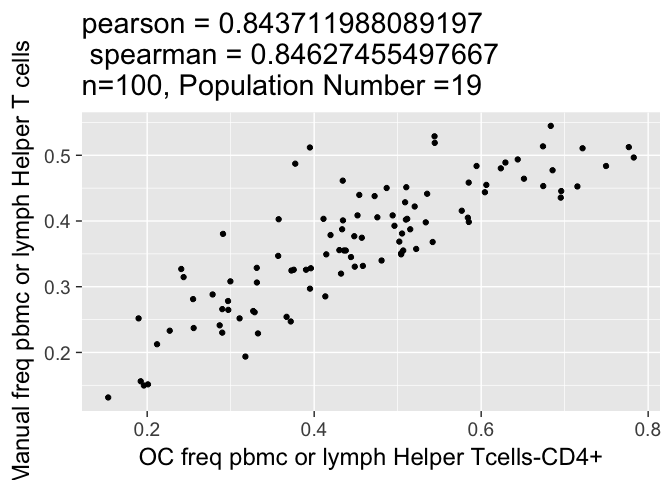 pearson = 0.843711988089197
spearman = 0.84627455497667
n=100, Population Number =19
Manual freq pbmc or lymph Helper T cells
0.5
0.4
0.3
0.2
0.2 0.4 0.6 0.8
OC freq pbmc or lymph Helper Tcells-CD4+